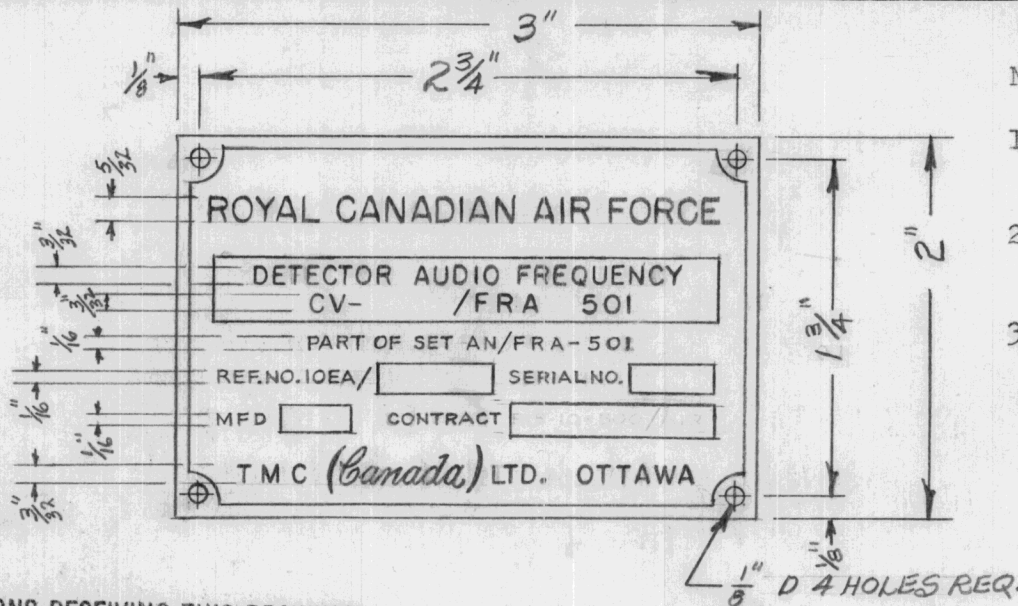 3"
2 3/4"
1/8"
5/32
ROYAL CANADIAN AIR FORCE
3/32"
DETECTOR AUDIO FREQUENCY
3/32"
CV- /FRA 501
1/16"
PART OF SET AN/FRA-501
1/16"
REF.NO.10EA/ SERIAL NO.
1/16"
MFD CONTRACT
3/32"
TMC (Canada) LTD. OTTAWA
2"
1 3/4"
1/8"
1/8" D 4 HOLES REQ.
2
3